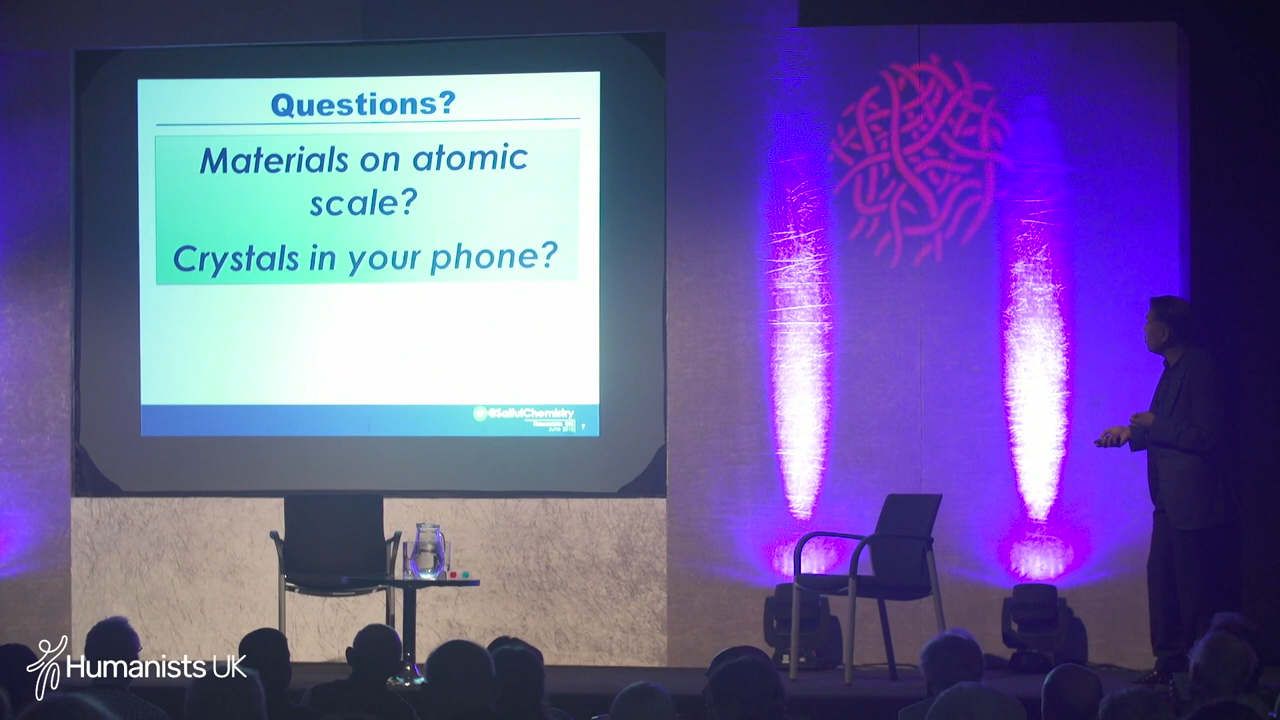 Questions?
Materials on atomic
scale?
Crystals in your phone?
@SaifulChemistry
Humanists UK